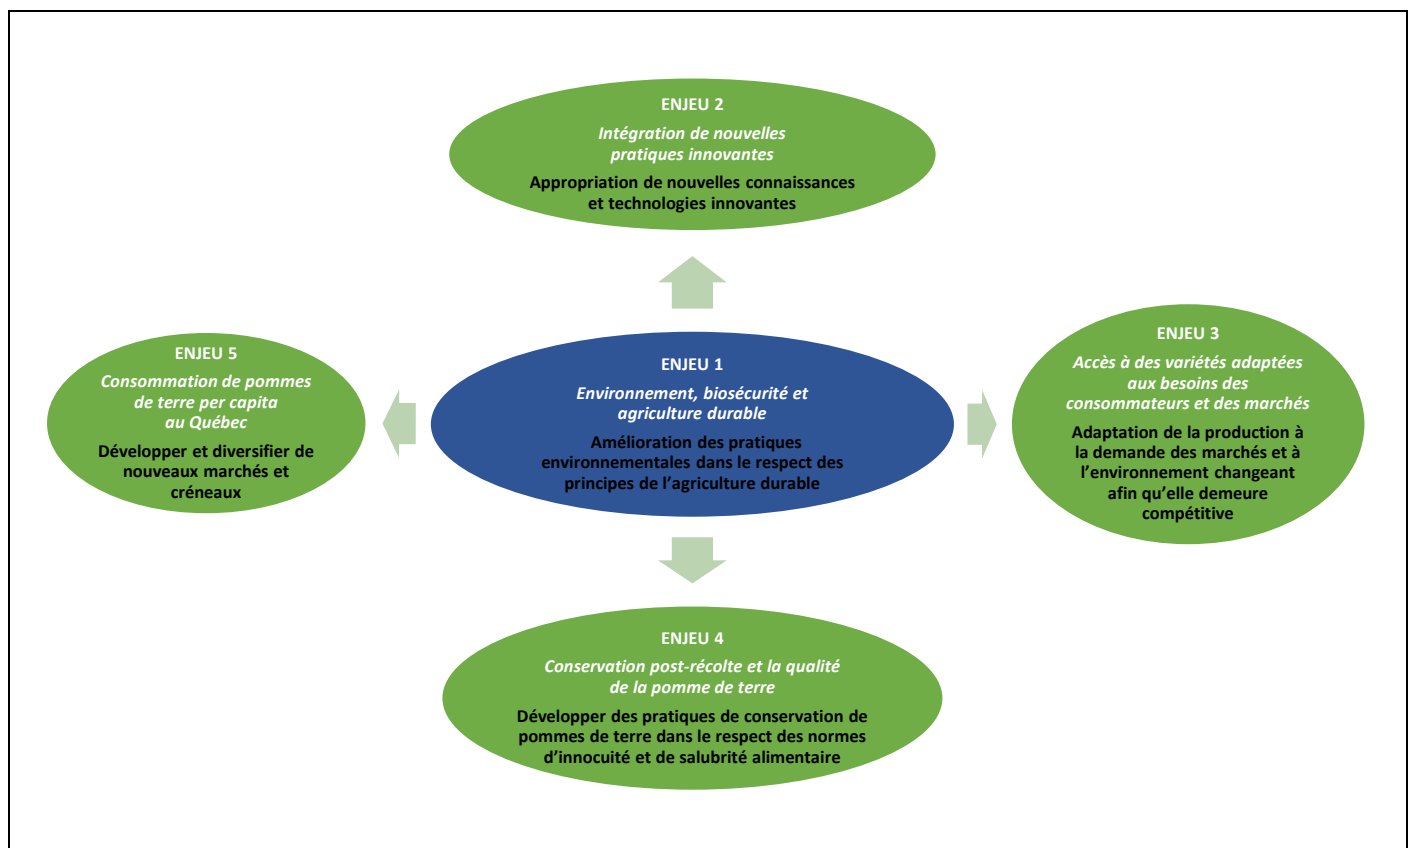 ENJEU 2
Intégration de nouvelles
pratiques innovantes
Appropriation de nouvelles connaissances
et technologies innovantes
ENJEU 5
Consommation de pommes
de terre per capita
au Québec
Développer et diversifier de
nouveaux marchés et
créneaux
ENJEU 1
Environnement, biosécurité et
agriculture durable
Amélioration des pratiques
environnementales dans le respect des
principes de l’agriculture durable
ENJEU 3
Accès à des variétés adaptées
aux besoins des
consommateurs et des marchés
Adaptation de la production à
la demande des marchés et à
l’environnement changeant
afin qu’elle demeure
compétitive
ENJEU 4
Conservation post-récolte et la qualité
de la pomme de terre
Développer des pratiques de conservation de
pommes de terre dans le respect des normes
d’innocuité et de salubrité alimentaire